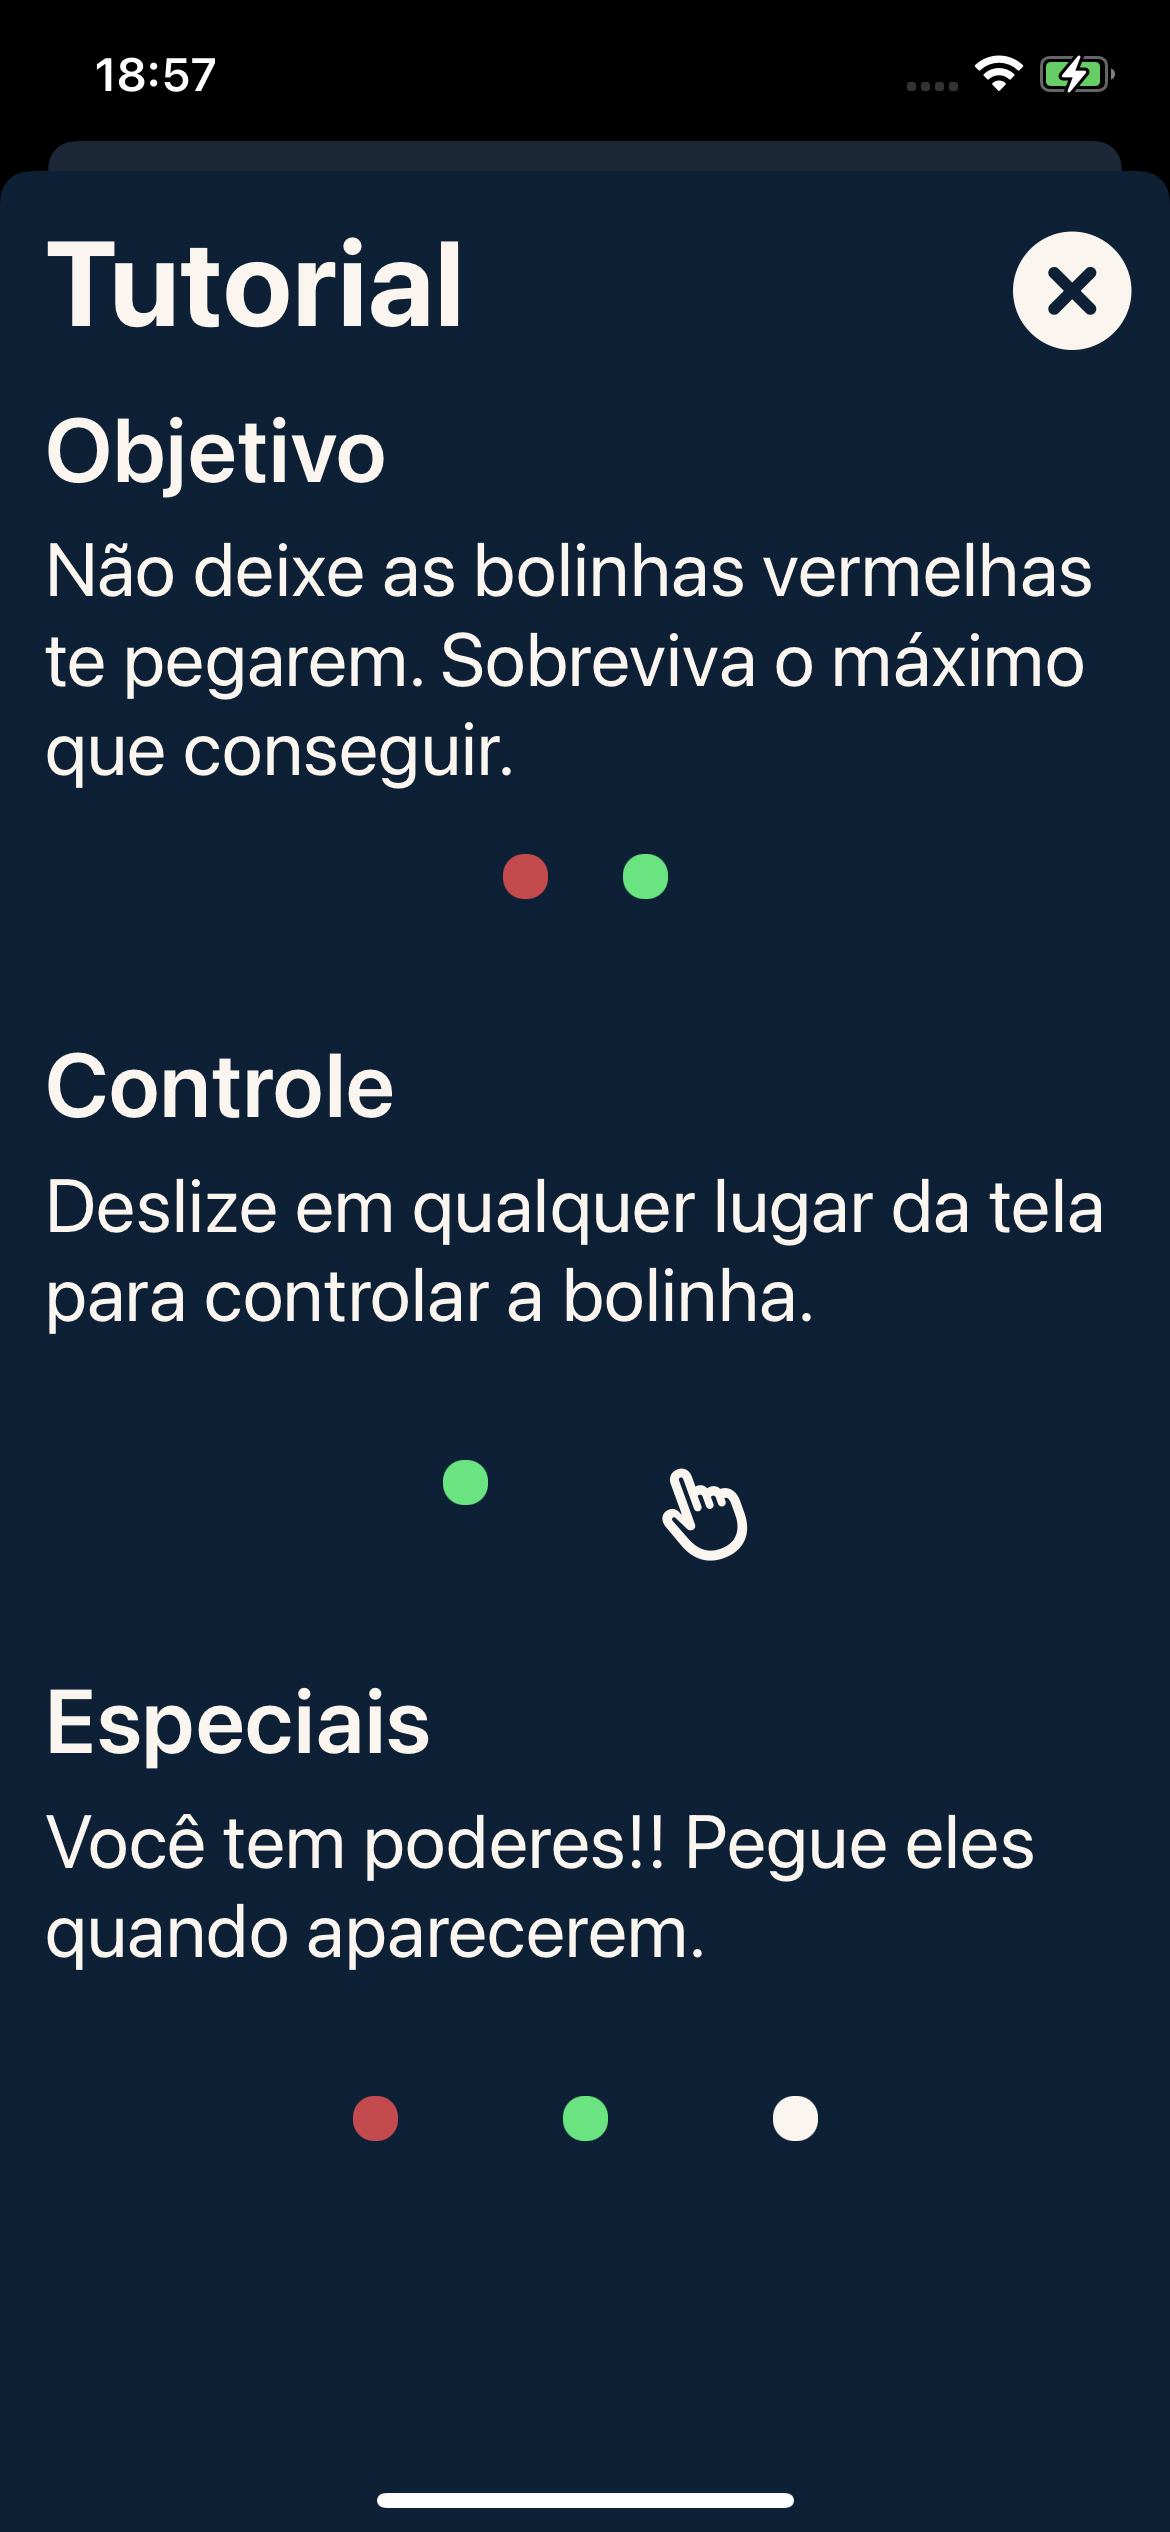 18:57
Tutorial
Objetivo
Não deixe as bolinhas vermelhas
te pegarem. Sobreviva o máximo
que conseguir.
Controle
Deslize em qualquer lugar da tela
para controlar a bolinha.
Especiais
Você tem poderes!! Pegue eles
quando aparecerem.